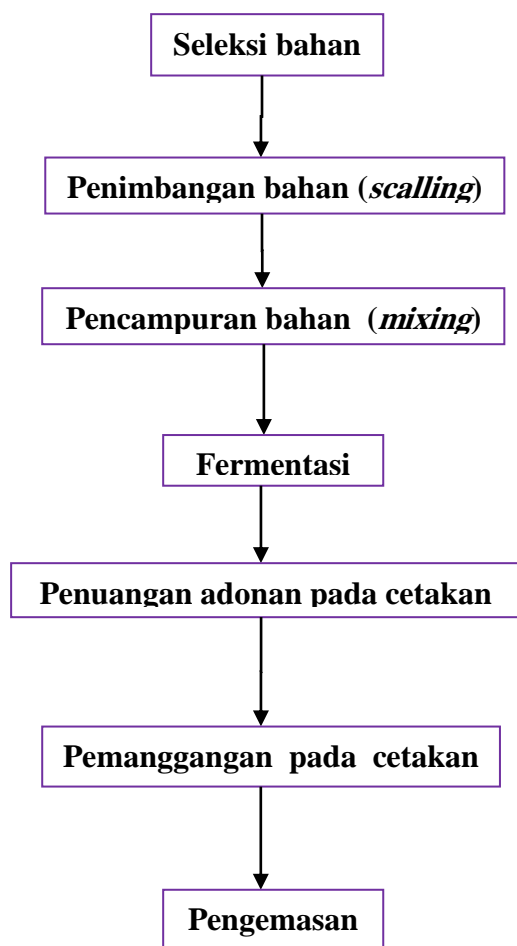 Seleksi bahan
Penimbangan bahan (scalling)
Pencampuran bahan (mixing)
Fermentasi
Penuangan adonan pada cetakan
Pemanggangan pada cetakan
Pengemasan